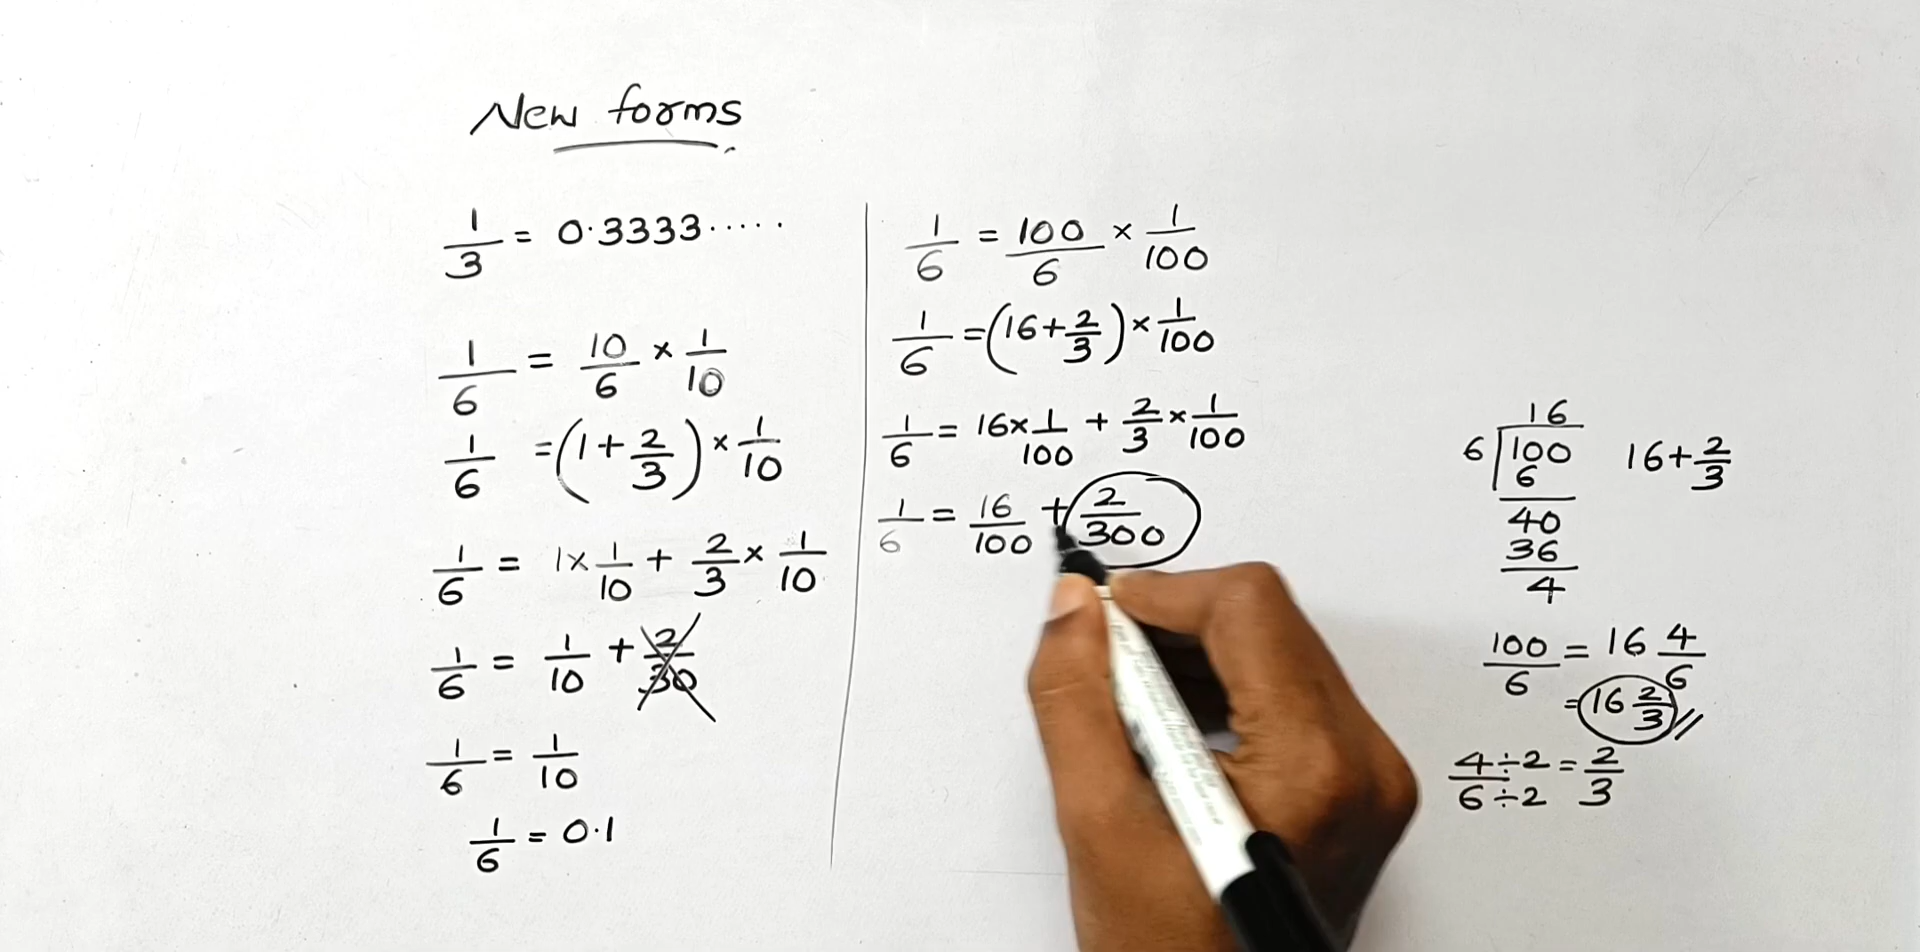 New forms
1/3 = 0.3333.....
1/6 = 10/6 × 1/10
1/6 = (1 + 2/3) × 1/10
1/6 = 1 × 1/10 + 2/3 × 1/10
1/6 = 1/10 + 2/30
1/6 = 1/10
1/6 = 0.1
1/6 = 100/6 × 1/100
1/6 = (16 + 2/3) × 1/100
1/6 = 16 × 1/100 + 2/3 × 1/100
1/6 = 16/100 + 2/300
16
6 ) 100 16 + 2/3
6
40
36
4
100/6 = 16 4/6
= 16 2/3 //
4÷2/6÷2 = 2/3